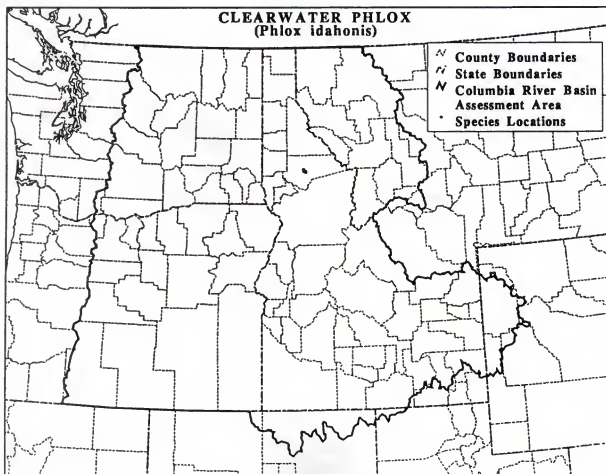 CLEARWATER PHLOX
(Phlox idahonis)
County Boundaries
State Boundaries
Columbia River Basin
Assessment Area
Species Locations